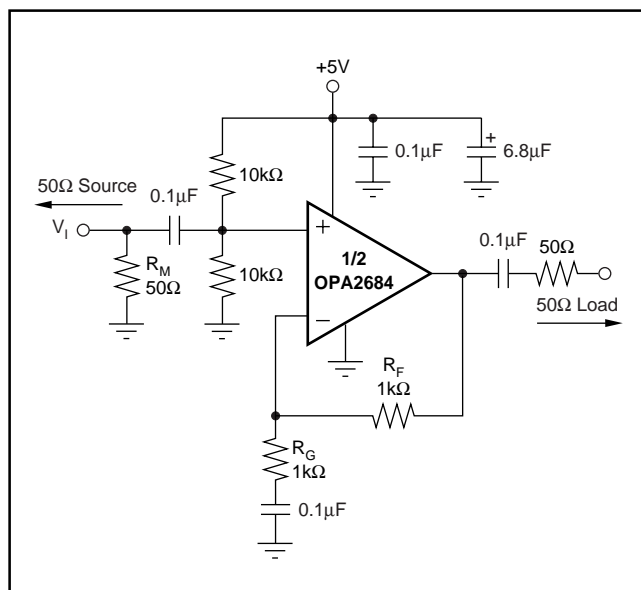 +5V
0.1µF
+
6.8µF
50Ω Source
0.1µF
10kΩ
V_I
R_M
50Ω
10kΩ
+
1/2
OPA2684
−
0.1µF
50Ω
50Ω Load
R_F
1kΩ
R_G
1kΩ
0.1µF